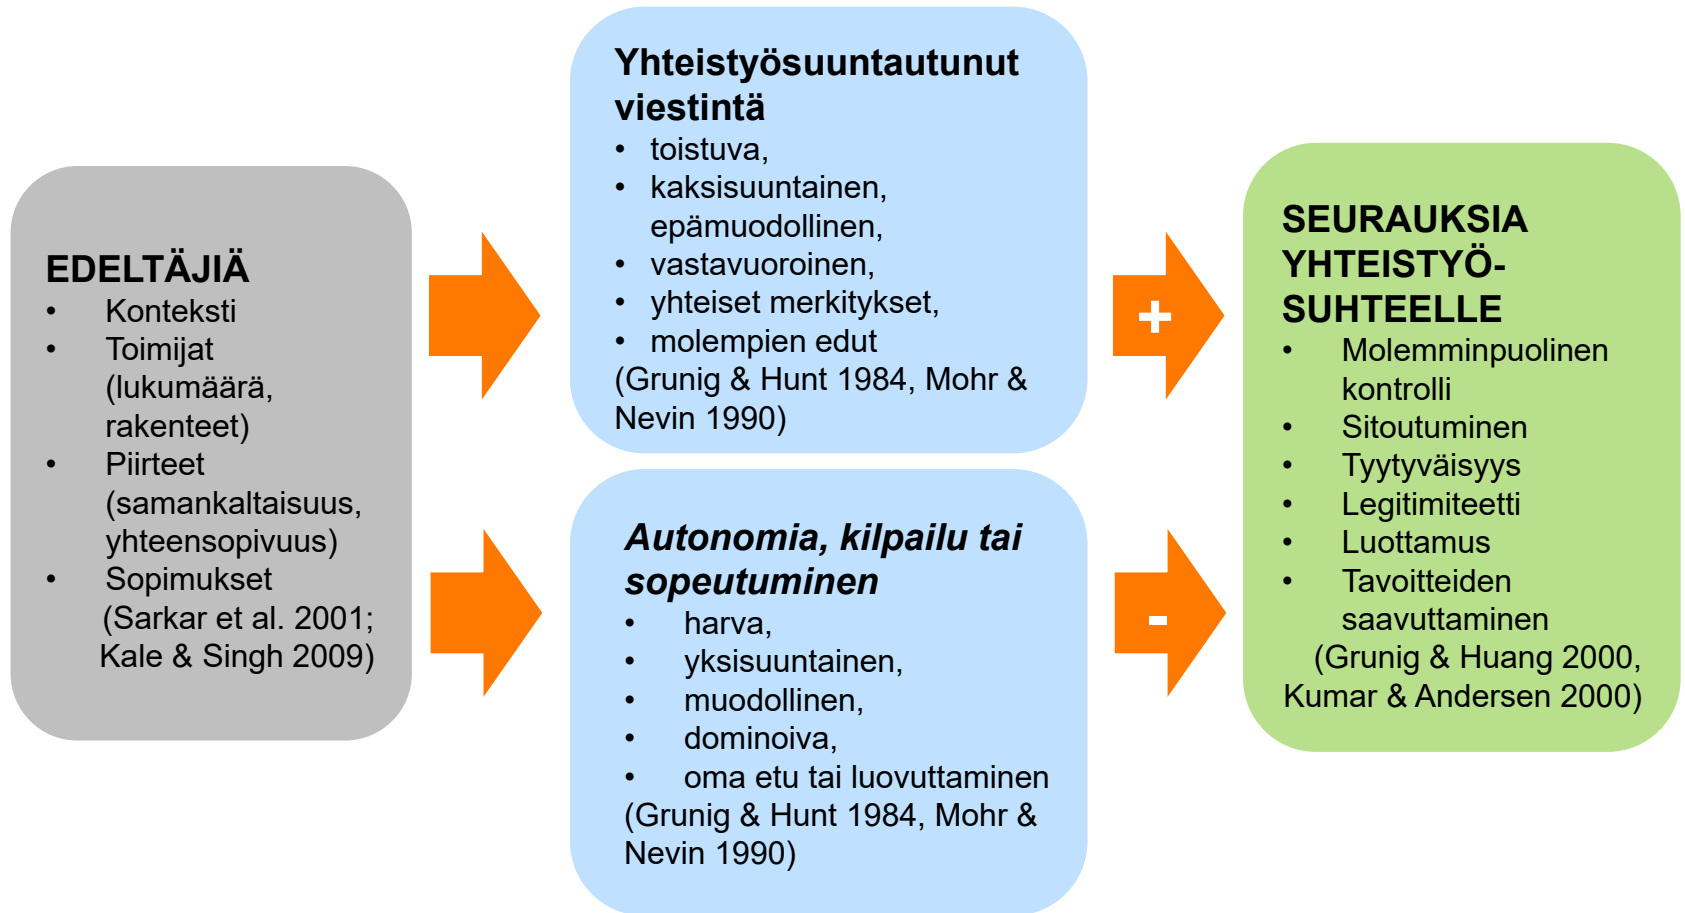 EDELTÄJIÄ
• Konteksti
• Toimijat
(lukumäärä,
rakenteet)
• Piirteet
(samankaltaisuus,
yhteensopivuus)
• Sopimukset
(Sarkar et al. 2001;
Kale & Singh 2009)
Yhteistyösuuntautunut
viestintä
• toistuva,
• kaksisuuntainen,
epämuodollinen,
• vastavuoroinen,
• yhteiset merkitykset,
• molempien edut
(Grunig & Hunt 1984, Mohr &
Nevin 1990)
Autonomia, kilpailu tai
sopeutuminen
• harva,
• yksisuuntainen,
• muodollinen,
• dominoiva,
• oma etu tai luovuttaminen
(Grunig & Hunt 1984, Mohr &
Nevin 1990)
+
-
SEURAUKSIA
YHTEISTYÖ-
SUHTEELLE
• Molemminpuolinen
kontrolli
• Sitoutuminen
• Tyytyväisyys
• Legitimiteetti
• Luottamus
• Tavoitteiden
saavuttaminen
(Grunig & Huang 2000,
Kumar & Andersen 2000)